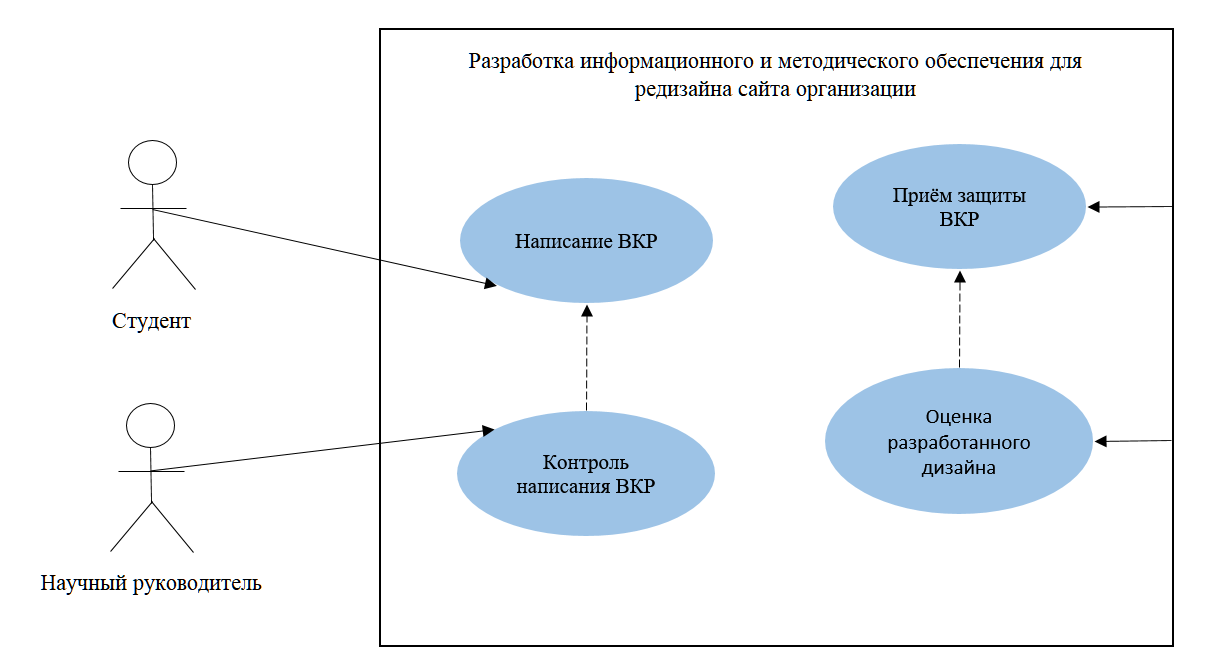 Разработка информационного и методического обеспечения для
редизайна сайта организации
Приём защиты
ВКР
Написание ВКР
Студент
Оценка
разработанного
дизайна
Контроль
написания ВКР
Научный руководитель